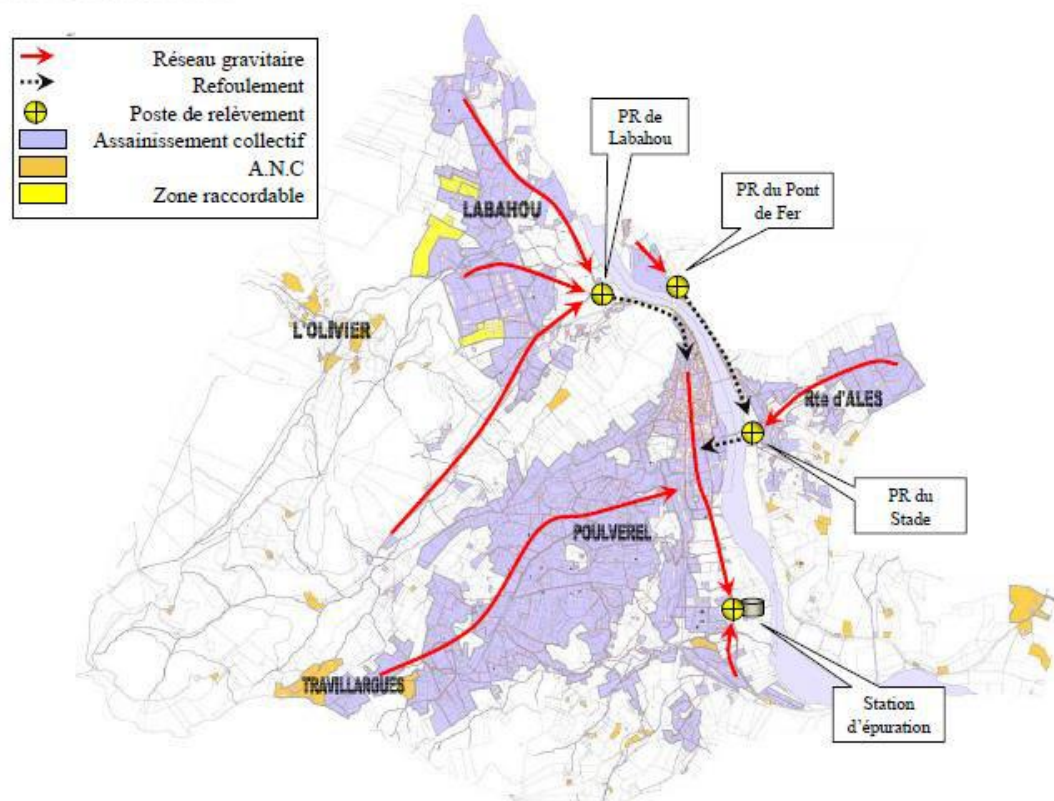 Réseau gravitaire
Refoulement
Poste de relèvement
Assainissement collectif
A.N.C
Zone raccordable
PR de
Labahou
PR du Pont
de Fer
LABAHOU
L'OLIVIER
Rte d'ALES
PR du
Stade
POULVEREL
TRAVILLARGUES
Station
d'épuration